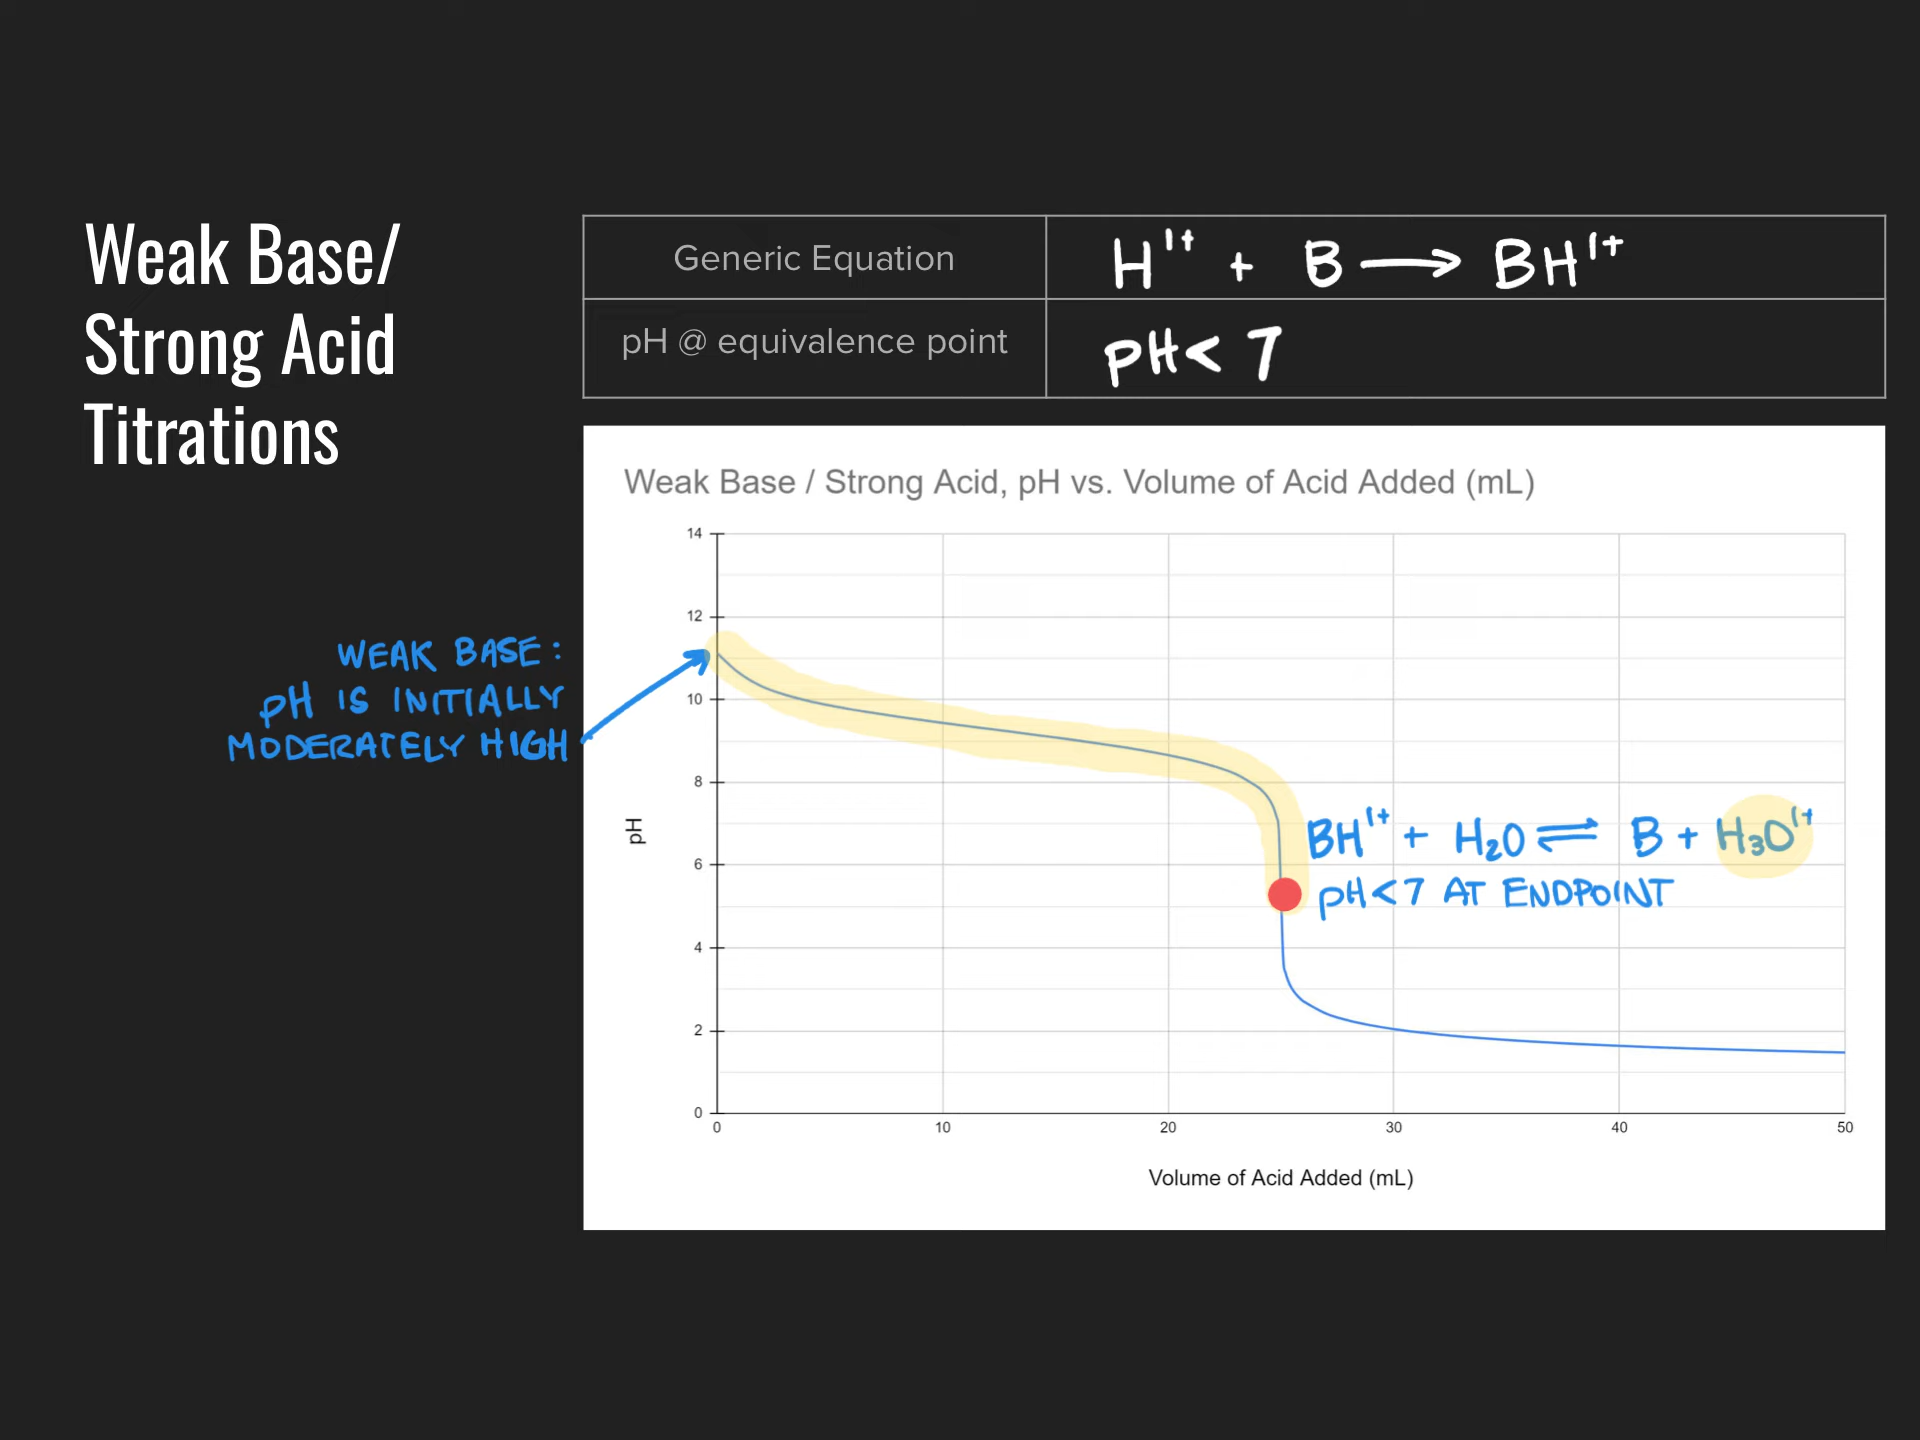 Weak Base/
Strong Acid
Titrations
Generic Equation
H¹⁺ + B ⟶ BH¹⁺
pH @ equivalence point
pH < 7
Weak Base / Strong Acid, pH vs. Volume of Acid Added (mL)
14
12
10
8
6
4
2
0
pH
WEAK BASE:
pH IS INITIALLY
MODERATELY HIGH
BH¹⁺ + H₂O ⇌ B + H₃O¹⁺
pH < 7 AT ENDPOINT
0 10 20 30 40 50
Volume of Acid Added (mL)